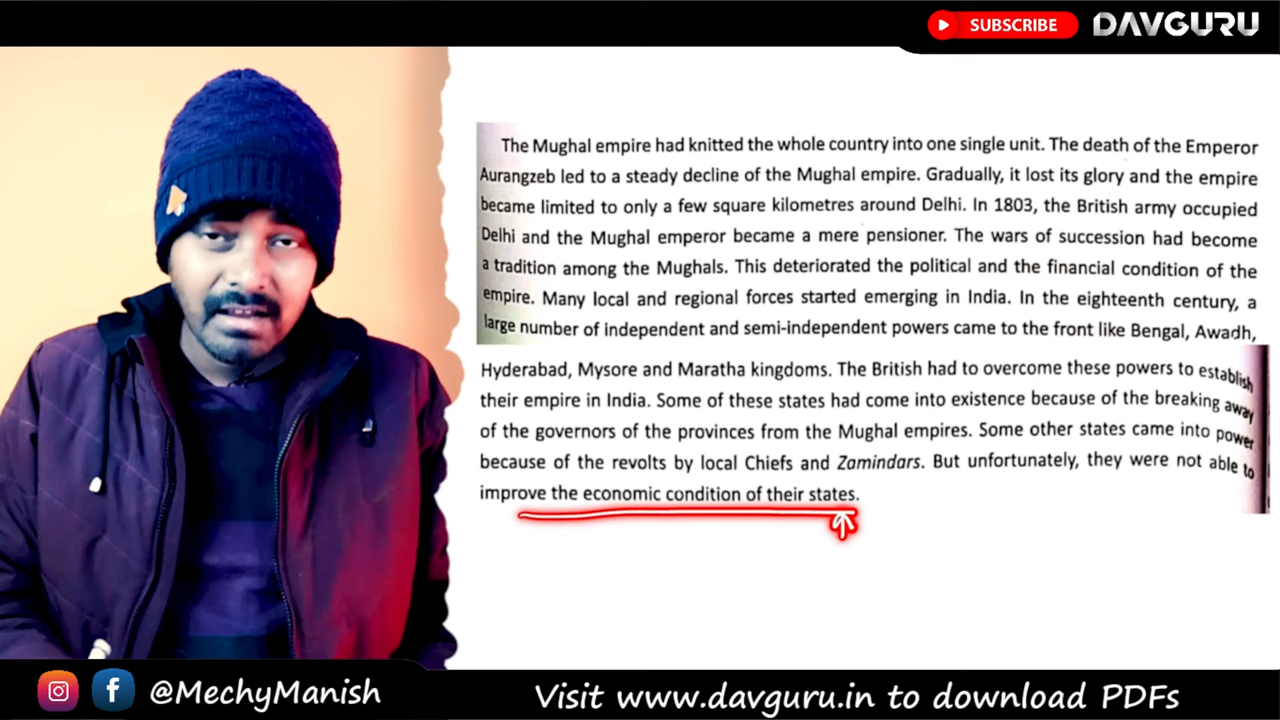 SUBSCRIBE DAVGURU
The Mughal empire had knitted the whole country into one single unit. The death of the Emperor
Aurangzeb led to a steady decline of the Mughal empire. Gradually, it lost its glory and the empire
became limited to only a few square kilometres around Delhi. In 1803, the British army occupied
Delhi and the Mughal emperor became a mere pensioner. The wars of succession had become
a tradition among the Mughals. This deteriorated the political and the financial condition of the
empire. Many local and regional forces started emerging in India. In the eighteenth century, a
large number of independent and semi-independent powers came to the front like Bengal, Awadh,
Hyderabad, Mysore and Maratha kingdoms. The British had to overcome these powers to establish
their empire in India. Some of these states had come into existence because of the breaking away
of the governors of the provinces from the Mughal empires. Some other states came into power
because of the revolts by local Chiefs and Zamindars. But unfortunately, they were not able to
improve the economic condition of their states.
@MechyManish Visit www.davguru.in to download PDFs